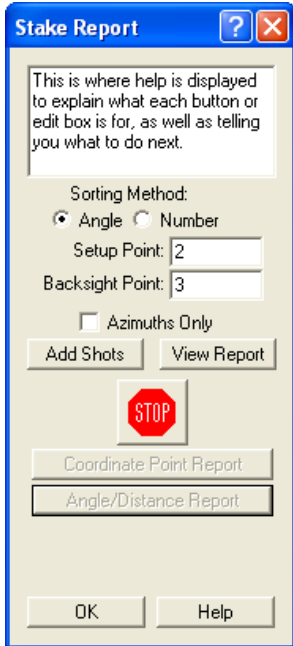 Stake Report
This is where help is displayed
to explain what each button or
edit box is for, as well as telling
you what to do next.
Sorting Method:
Angle Number
Setup Point: 2
Backsight Point: 3
Azimuths Only
Add Shots View Report
STOP
Coordinate Point Report
Angle/Distance Report
OK Help